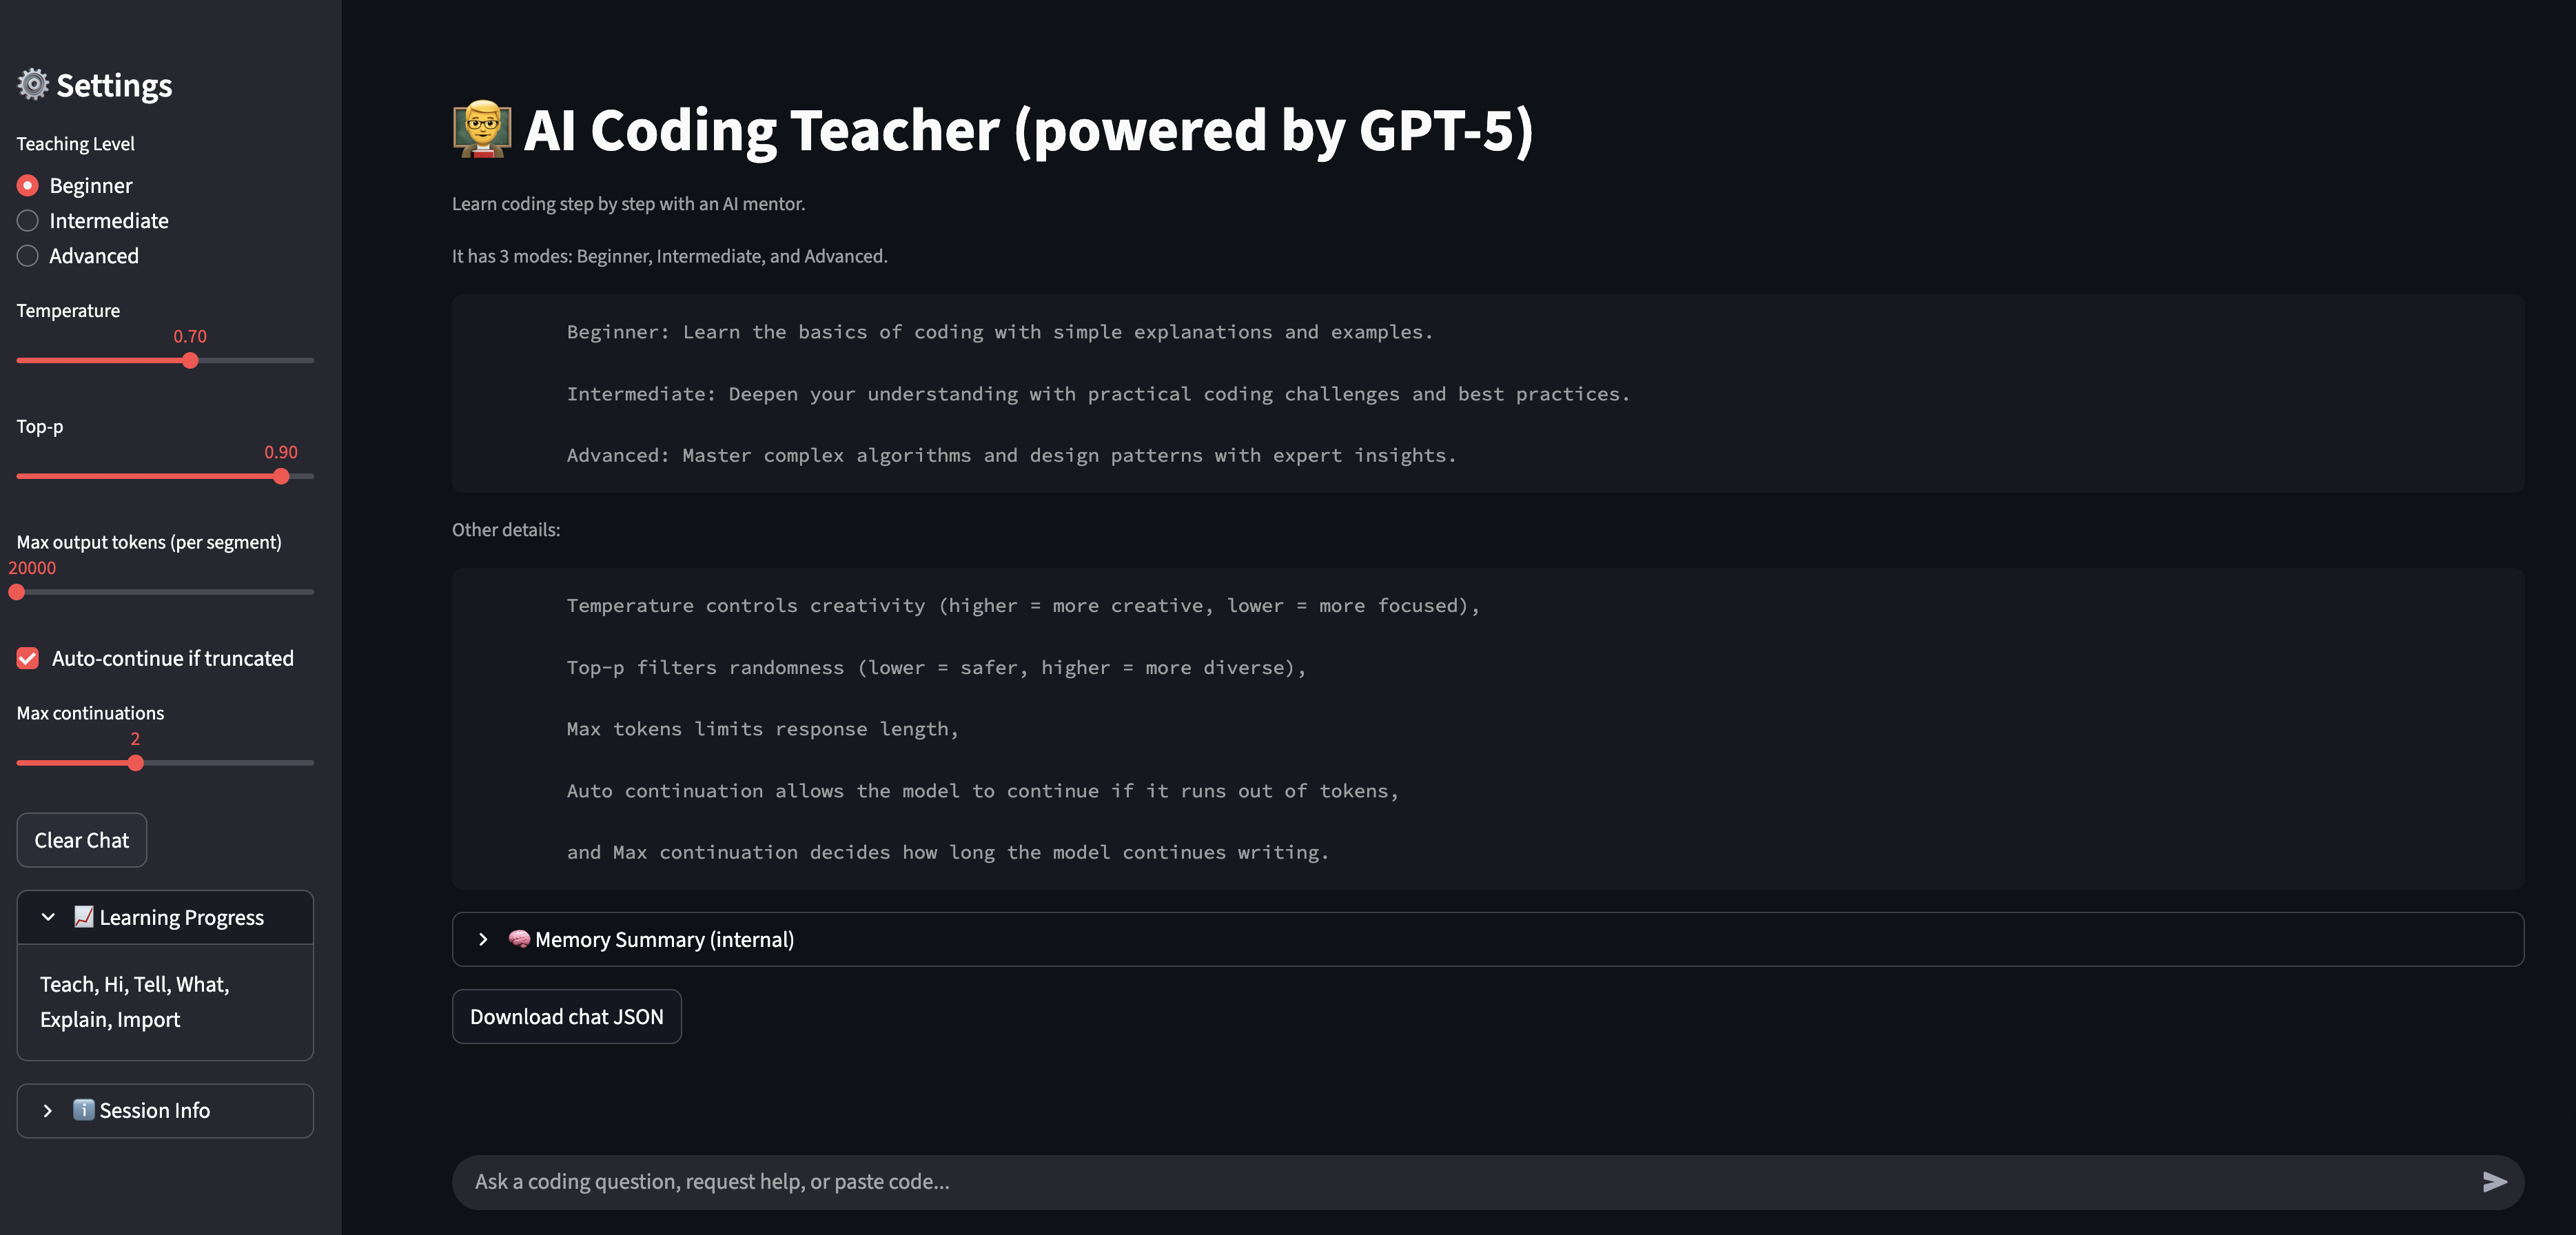 Settings
Teaching Level
Beginner
Intermediate
Advanced
Temperature
0.70
Top-p
0.90
Max output tokens (per segment)
20000
Auto-continue if truncated
Max continuations
2
Clear Chat
Learning Progress
Teach, Hi, Tell, What,
Explain, Import
Session Info
AI Coding Teacher (powered by GPT-5)
Learn coding step by step with an AI mentor.
It has 3 modes: Beginner, Intermediate, and Advanced.
Beginner: Learn the basics of coding with simple explanations and examples.
Intermediate: Deepen your understanding with practical coding challenges and best practices.
Advanced: Master complex algorithms and design patterns with expert insights.
Other details:
Temperature controls creativity (higher = more creative, lower = more focused),
Top-p filters randomness (lower = safer, higher = more diverse),
Max tokens limits response length,
Auto continuation allows the model to continue if it runs out of tokens,
and Max continuation decides how long the model continues writing.
Memory Summary (internal)
Download chat JSON
Ask a coding question, request help, or paste code...